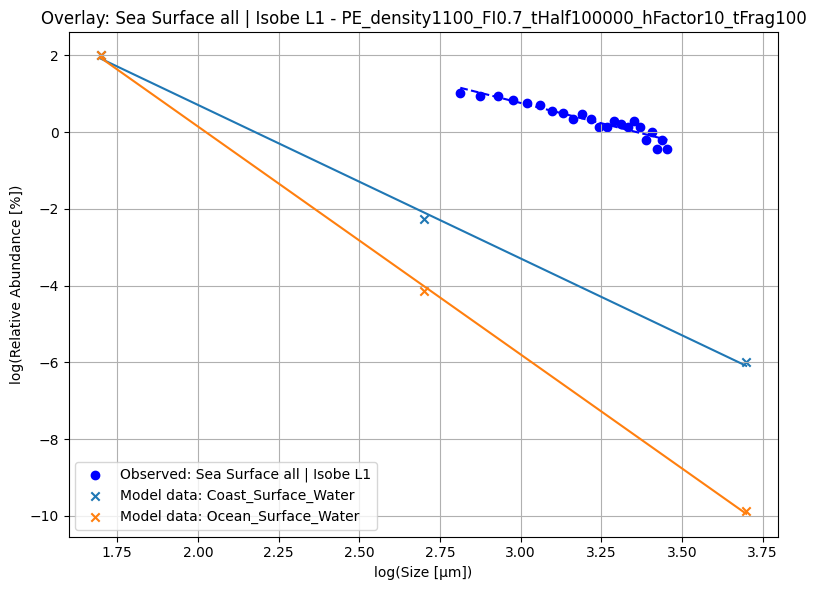 Overlay: Sea Surface all | Isobe L1 - PE_density1100_FI0.7_tHalf100000_hFactor10_tFrag100
log(Relative Abundance [%])
2
0
−2
−4
−6
−8
−10
Observed: Sea Surface all | Isobe L1
Model data: Coast_Surface_Water
Model data: Ocean_Surface_Water
1.75 2.00 2.25 2.50 2.75 3.00 3.25 3.50 3.75
log(Size [µm])